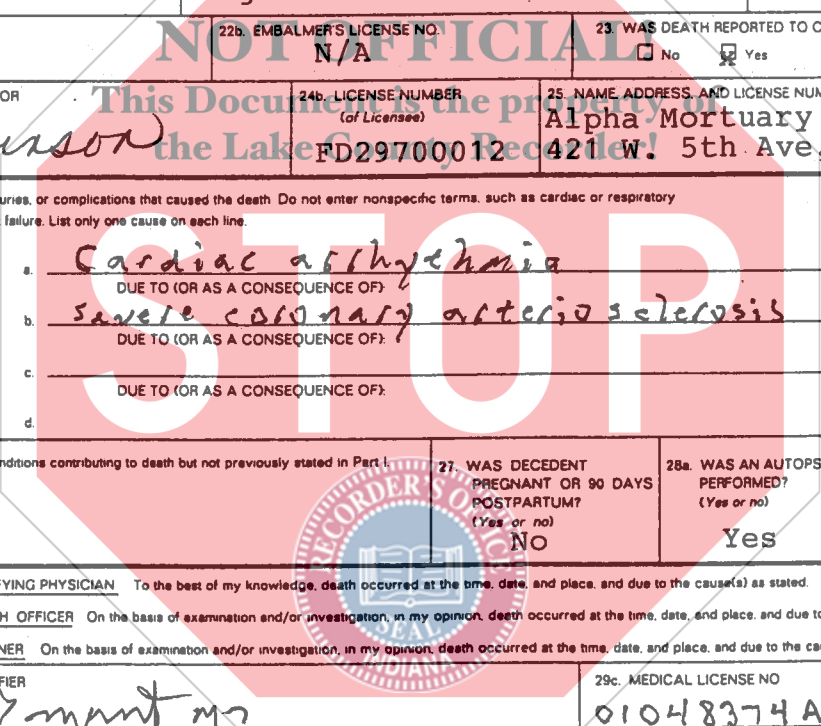 NOT OFFICIAL!
This Document is the property of
the Lake County Recorder!
STOP
22b. EMBALMER'S LICENSE NO.
N/A
23. WAS DEATH REPORTED TO C
No Yes
OR
24b. LICENSE NUMBER
(of Licensee)
FD29700012
25. NAME, ADDRESS, AND LICENSE NUM
Alpha Mortuary
421 W. 5th Ave,
uries, or complications that caused the death Do not enter nonspecific terms, such as cardiac or respiratory
failure. List only one cause on each line.
a. Cardiac arrhythmia
DUE TO (OR AS A CONSEQUENCE OF):
b. severe coronary arteriosclerosis
DUE TO (OR AS A CONSEQUENCE OF):
c.
DUE TO (OR AS A CONSEQUENCE OF):
d.
nditions contributing to death but not previously stated in Part I.
27. WAS DECEDENT
PREGNANT OR 90 DAYS
POSTPARTUM?
(Yes or no)
No
28a. WAS AN AUTOPS
PERFORMED?
(Yes or no)
Yes
RECORDER'S OFFICE
SEAL
INDIANA
FYING PHYSICIAN To the best of my knowledge, death occurred at the time, date, and place, and due to the cause(s) as stated.
H OFFICER On the basis of examination and/or investigation, in my opinion, death occurred at the time, date, and place, and due to
NER On the basis of examination and/or investigation, in my opinion, death occurred at the time, date, and place, and due to the cau
FIER
29c. MEDICAL LICENSE NO
01048374A